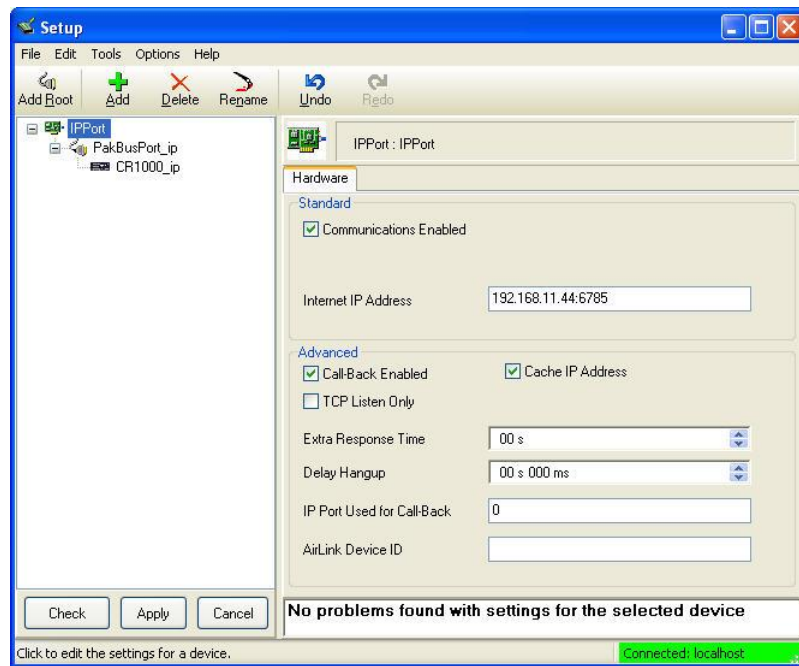 Setup
File Edit Tools Options Help
Add Root Add Delete Rename Undo Redo
IPPort
PakBusPort_ip
CR1000_ip
IPPort : IPPort
Hardware
Standard
Communications Enabled
Internet IP Address 192.168.11.44:6785
Advanced
Call-Back Enabled Cache IP Address
TCP Listen Only
Extra Response Time 00 s
Delay Hangup 00 s 000 ms
IP Port Used for Call-Back 0
AirLink Device ID
Check Apply Cancel
No problems found with settings for the selected device
Click to edit the settings for a device. Connected: localhost